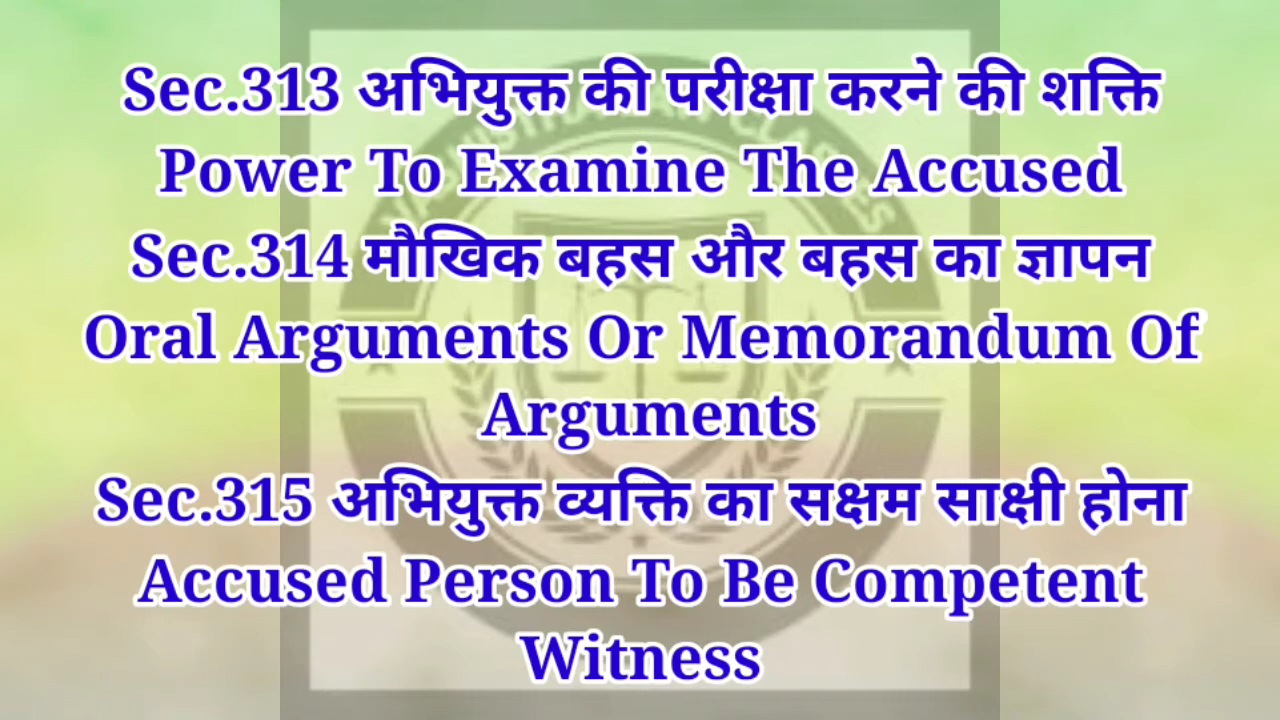 Sec.313 अभियुक्त की परीक्षा करने की शक्ति
Power To Examine The Accused
Sec.314 मौखिक बहस और बहस का ज्ञापन
Oral Arguments Or Memorandum Of
Arguments
Sec.315 अभियुक्त व्यक्ति का सक्षम साक्षी होना
Accused Person To Be Competent
Witness